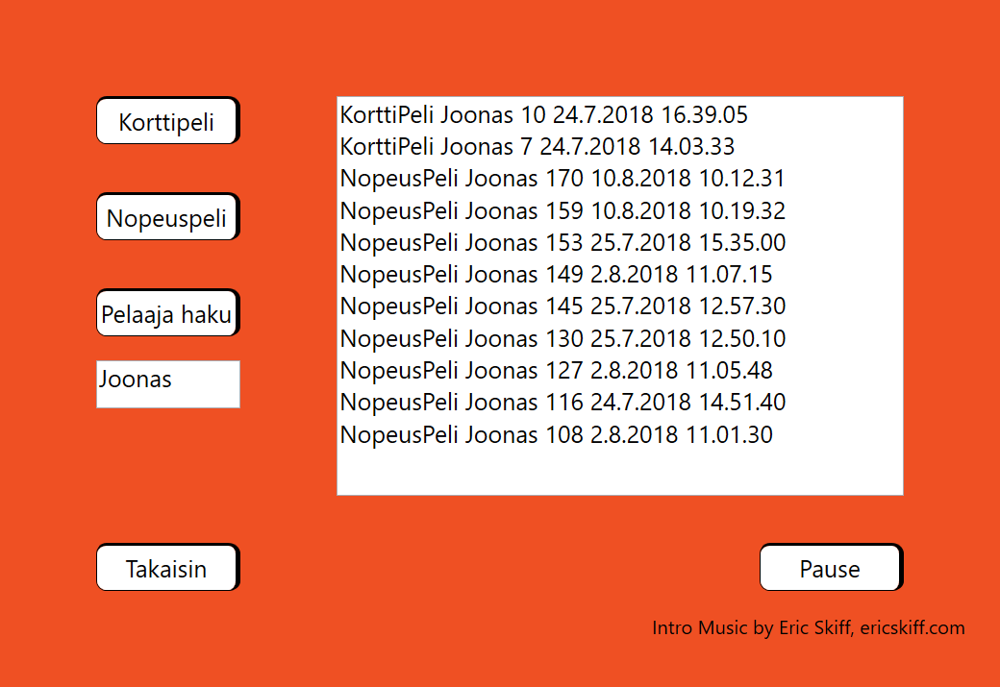 Korttipeli
Nopeuspeli
Pelaaja haku
Joonas
KorttiPeli Joonas 10 24.7.2018 16.39.05
KorttiPeli Joonas 7 24.7.2018 14.03.33
NopeusPeli Joonas 170 10.8.2018 10.12.31
NopeusPeli Joonas 159 10.8.2018 10.19.32
NopeusPeli Joonas 153 25.7.2018 15.35.00
NopeusPeli Joonas 149 2.8.2018 11.07.15
NopeusPeli Joonas 145 25.7.2018 12.57.30
NopeusPeli Joonas 130 25.7.2018 12.50.10
NopeusPeli Joonas 127 2.8.2018 11.05.48
NopeusPeli Joonas 116 24.7.2018 14.51.40
NopeusPeli Joonas 108 2.8.2018 11.01.30
Takaisin
Pause
Intro Music by Eric Skiff, ericskiff.com